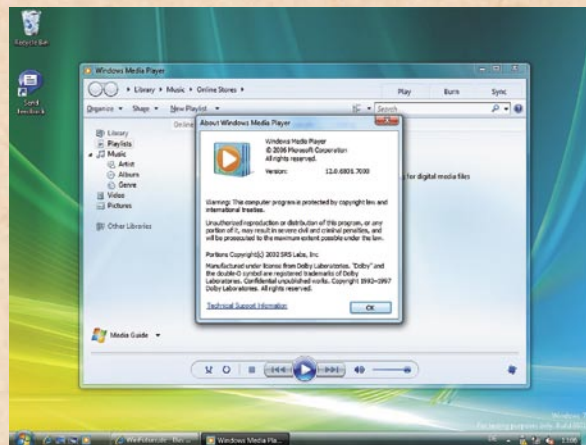 Recycle Bin
Send
Feedback
Windows Media Player
Library
Music
Online Stores
Play
Burn
Sync
Organize
Share
New Playlist
Search
Library
Playlists
Music
Artist
Album
Genre
Video
Pictures
Other Libraries
Online
for digital media files
About Windows Media Player
Windows Media Player
© 2006 Microsoft Corporation
All rights reserved.
Version:
Warning: This computer program is protected by copyright law and
international treaties.
Unauthorized reproduction or distribution of this program, or any
portion of it, may result in severe civil and criminal penalties, and
will be prosecuted to the maximum extent possible under the law.
Portions Copyright(c) 2002 SRS Labs, Inc
Manufactured under license from Dolby Laboratories. "Dolby" and
the double-D symbol are registered trademarks of Dolby
Laboratories. Confidential unpublished works. Copyright 1992-1997
Dolby Laboratories. All rights reserved.
Technical Support Information
OK
Media Guide
Windows Media Pla...